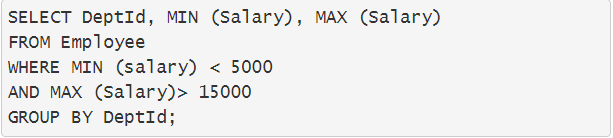 SELECT DeptId, MIN (Salary), MAX (Salary)
FROM Employee
WHERE MIN (salary) < 5000
AND MAX (Salary)> 15000
GROUP BY DeptId;